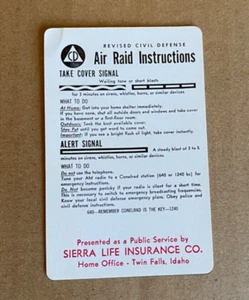 REVISED CIVIL DEFENSE
CD
Air Raid Instructions
TAKE COVER SIGNAL
Wailing tone or short blasts
for 3 minutes on sirens, whistles, horns, or similar devices.
WHAT TO DO
At Home: Get into your home shelter immediately.
If you have none, shut all outside doors and windows and take cover in
the basement or a first-floor room.
Outdoors: Seek the best available cover.
Stay Put until you get word to come out.
Important: If you see a bright flash of light, take cover instantly.
ALERT SIGNAL
A steady blast of 3 to 5
minutes on sirens, whistles, horns, or similar devices.
WHAT TO DO
Do not use the telephone.
Tune your AM radio to a Conelrad station (640 or 1240 kc) for
emergency instructions.
Do Not become panicky if your radio is silent for a short time.
This is necessary to switch to emergency broadcasting frequencies.
Know your local civil defense emergency plans. Obey police and
civil defense instructions.
640—REMEMBER CONELRAD IS THE KEY—1240
Presented as a Public Service by
SIERRA LIFE INSURANCE CO.
Home Office - Twin Falls, Idaho